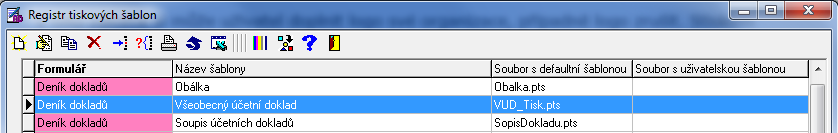 Registr tiskových šablon
Formulář Název šablony Soubor s defaultní šablonou Soubor s uživatelskou šablonou
Deník dokladů Obálka Obalka.pts
Deník dokladů Všeobecný účetní doklad VUD_Tisk.pts
Deník dokladů Soupis účetních dokladů SopisDokladu.pts